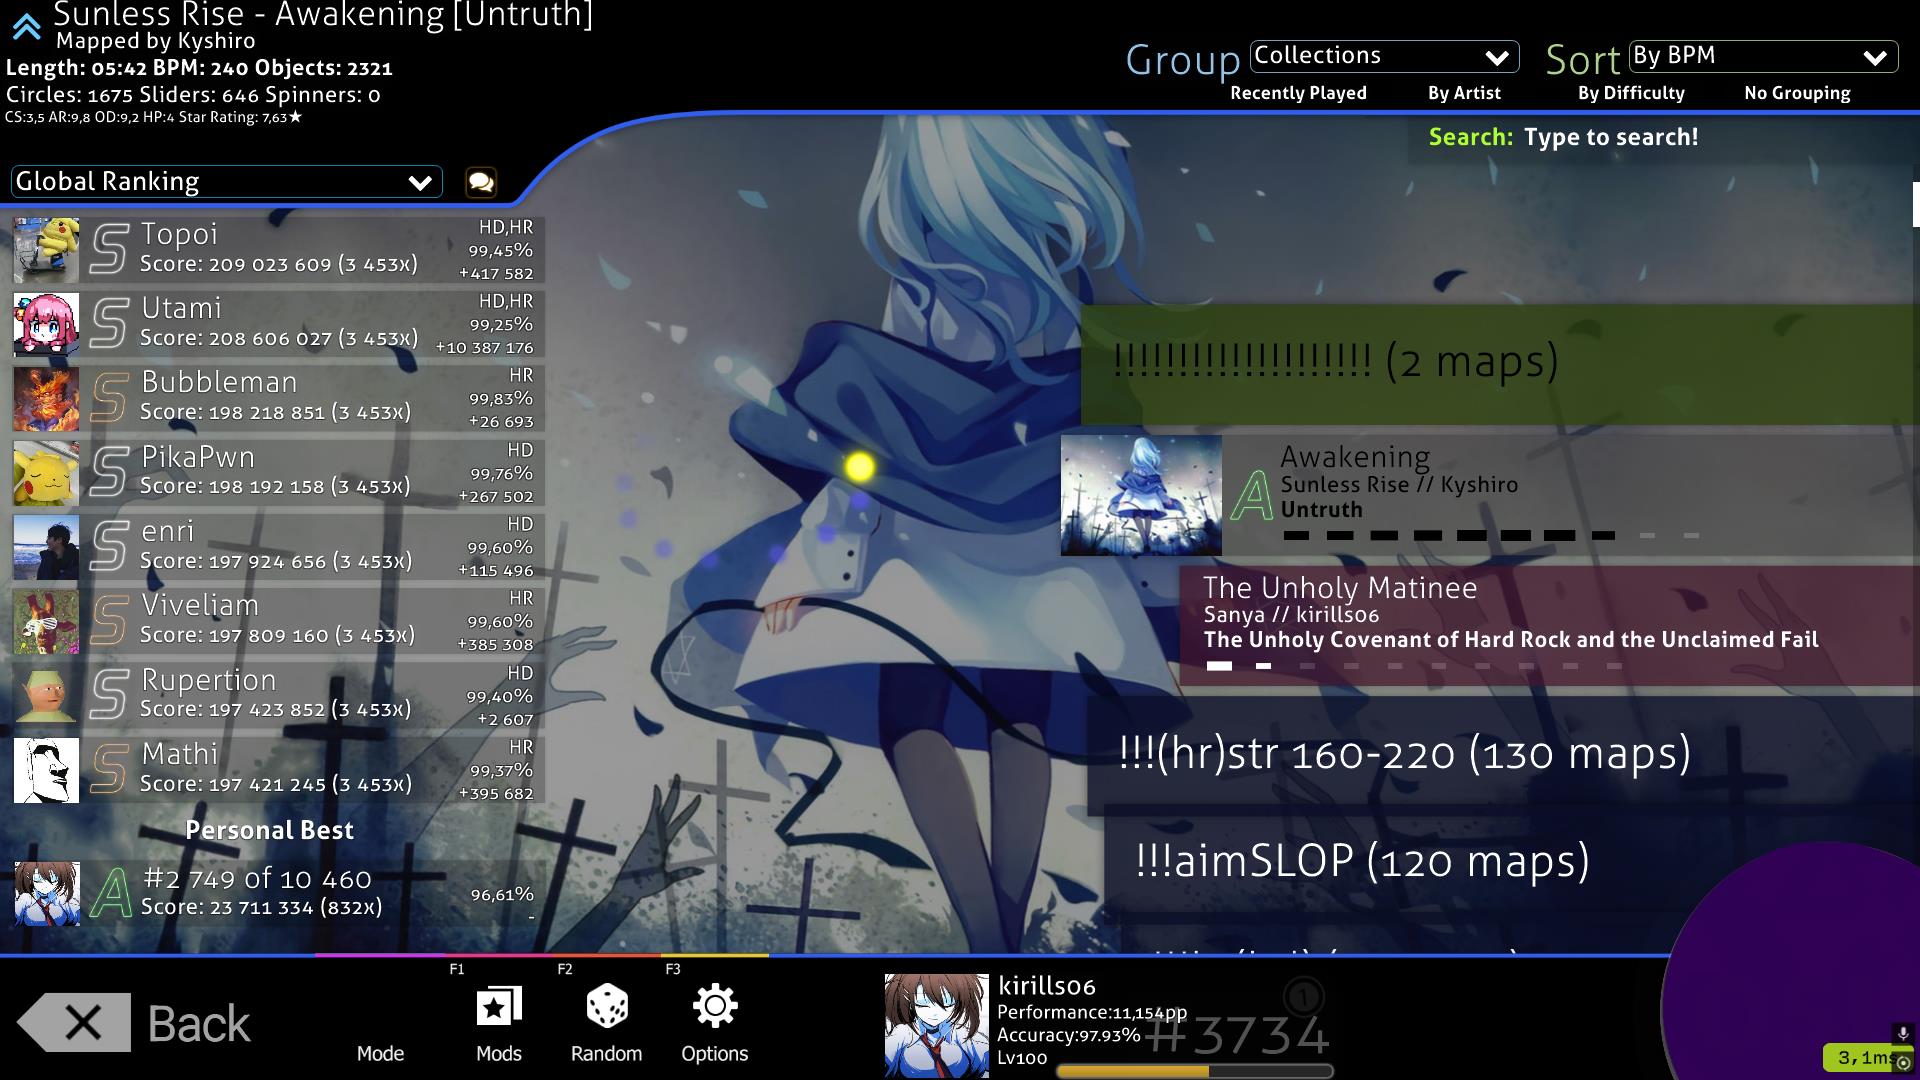 Sunless Rise - Awakening [Untruth]
Mapped by Kyshiro
Length: 05:42 BPM: 240 Objects: 2321
Circles: 1675 Sliders: 646 Spinners: 0
CS:3,5 AR:9,8 OD:9,2 HP:4 Star Rating: 7,63★
Group Collections
Sort By BPM
Recently Played By Artist By Difficulty No Grouping
Search: Type to search!
Global Ranking
Topoi HD,HR
Score: 209 023 609 (3 453x) 99,45%
+417 582
Utami HD,HR
Score: 208 606 027 (3 453x) 99,25%
+10 387 176
Bubbleman HR
Score: 198 218 851 (3 453x) 99,83%
+26 693
PikaPwn HD
Score: 198 192 158 (3 453x) 99,76%
+267 502
enri HD
Score: 197 924 656 (3 453x) 99,60%
+115 496
Viveliam HR
Score: 197 809 160 (3 453x) 99,60%
+385 308
Rupertion HD
Score: 197 423 852 (3 453x) 99,40%
+2 607
Mathi HR
Score: 197 421 245 (3 453x) 99,37%
+395 682
Personal Best
A #2 749 of 10 460
Score: 23 711 334 (832x) 96,61%
-
!!!!!!!!!!!!!!!!!!!! (2 maps)
A Awakening
Sunless Rise // Kyshiro
Untruth
The Unholy Matinee
Sanya // kirills06
The Unholy Covenant of Hard Rock and the Unclaimed Fail
!!!(hr)str 160-220 (130 maps)
!!!aimSLOP (120 maps)
Back
Mode
F1 Mods
F2 Random
F3 Options
kirills06
Performance:11,154pp
Accuracy:97.93%
Lv100
#3734
1
3,1ms